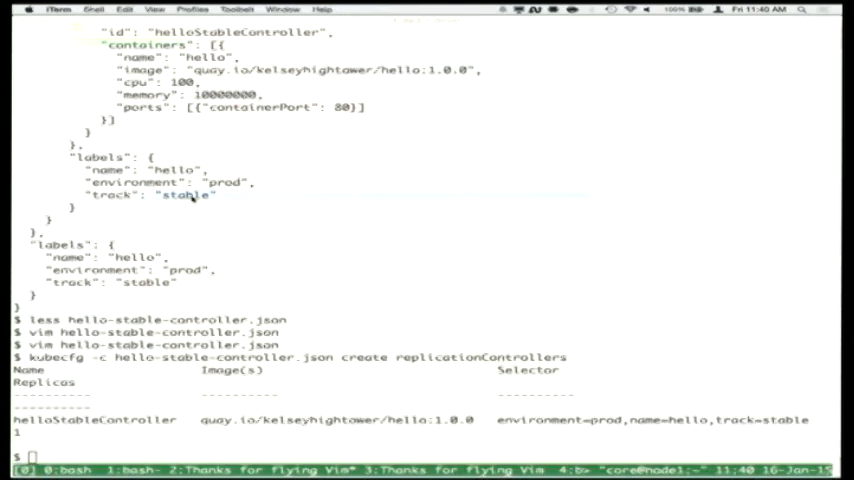 iTerm Shell Edit View Profiles Toolbelt Window Help 100% Fri 11:40 AM
"id": "helloStableController",
"containers": [{
"name": "hello",
"image": "quay.io/kelseyhightower/hello:1.0.0",
"cpu": 100,
"memory": 10000000,
"ports": [{"containerPort": 80}]
}]
}
},
"labels": {
"name": "hello",
"environment": "prod",
"track": "stable"
}
}
},
"labels": {
"name": "hello",
"environment": "prod",
"track": "stable"
}
}
$ less hello-stable-controller.json
$ vim hello-stable-controller.json
$ vim hello-stable-controller.json
$ kubecfg -c hello-stable-controller.json create replicationControllers
Name Image(s) Selector
Replicas
---------- ---------- ----------
----------
helloStableController quay.io/kelseyhightower/hello:1.0.0 environment=prod,name=hello,track=stable
1
$
[0] 0:bash 1:bash- 2:Thanks for flying Vim* 3:Thanks for flying Vim 4:b> "core@node1:~" 11:40 16-Jan-15